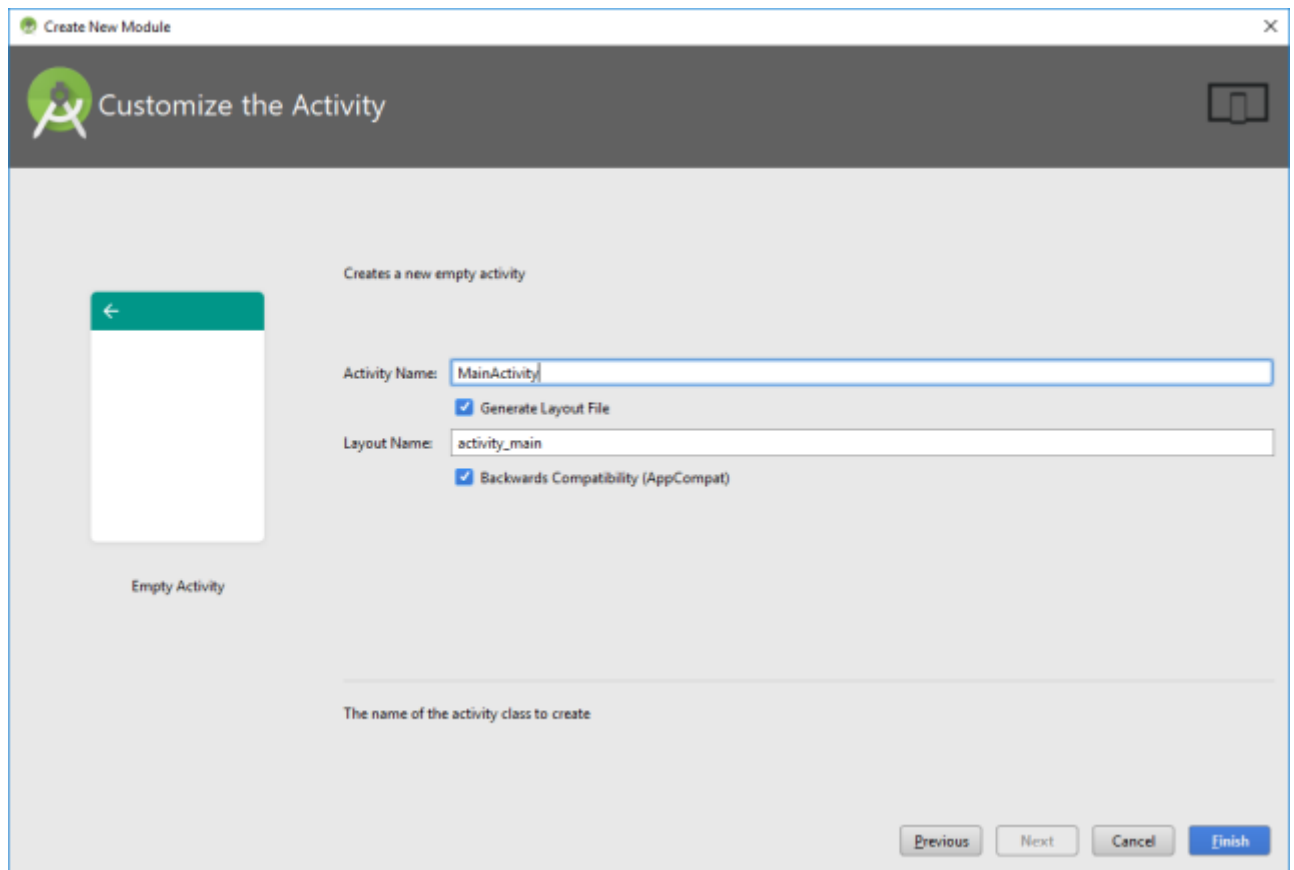 Create New Module
Customize the Activity
Creates a new empty activity
Activity Name: MainActivity
Generate Layout File
Layout Name: activity_main
Backwards Compatibility (AppCompat)
Empty Activity
The name of the activity class to create
Previous Next Cancel Finish